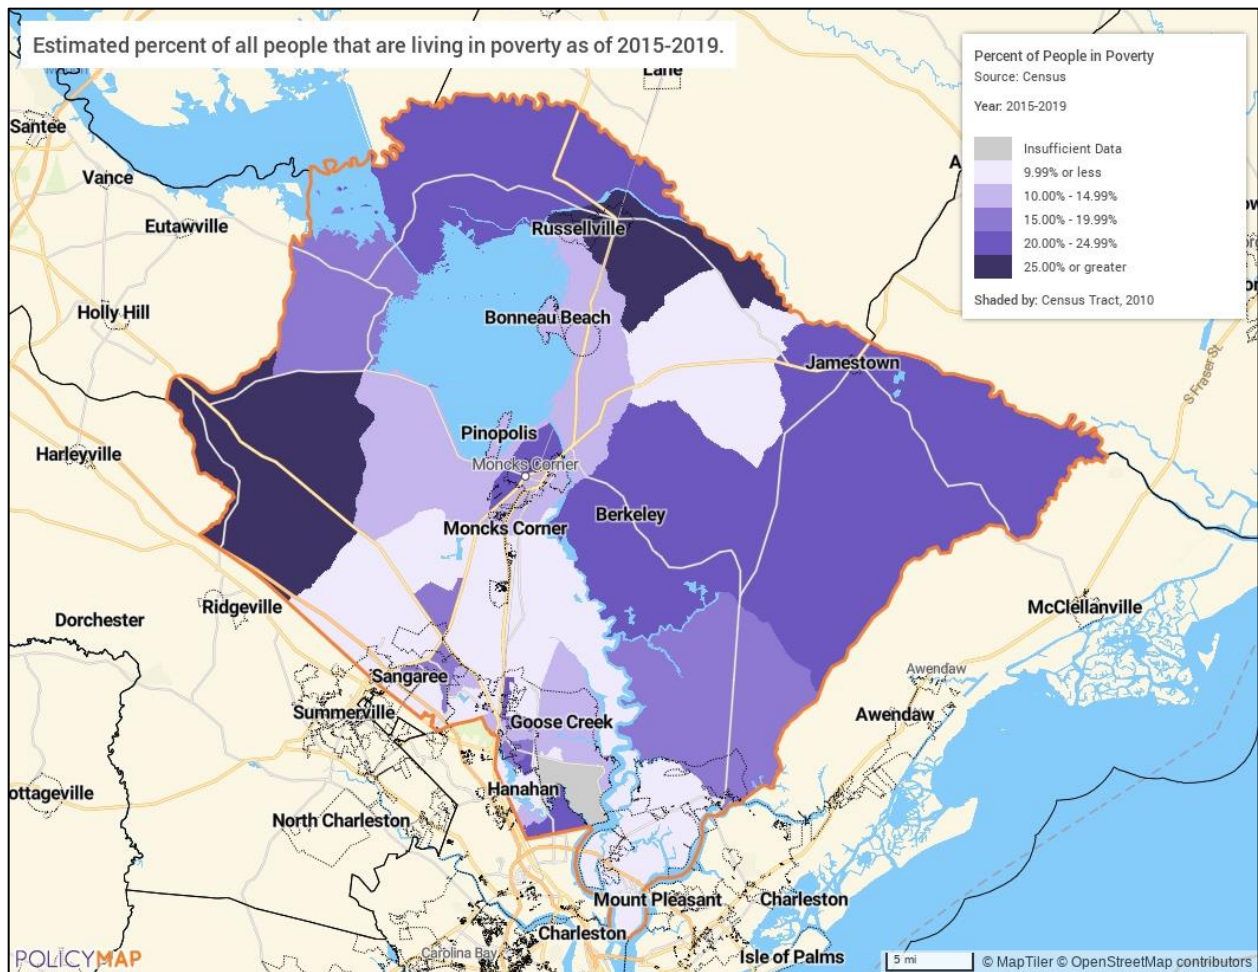 Estimated percent of all people that are living in poverty as of 2015-2019.
Percent of People in Poverty
Source: Census
Year: 2015-2019
Insufficient Data
9.99% or less
10.00% - 14.99%
15.00% - 19.99%
20.00% - 24.99%
25.00% or greater
Shaded by: Census Tract, 2010
Lane
Santee
Vance
Eutawville
Russellville
Holly Hill
Bonneau Beach
Jamestown
S Fraser St.
Pinopolis
Harleyville
Moncks Corner
Berkeley
Moncks Corner
Ridgeville
McClellanville
Dorchester
Awendaw
Sangaree
Summerville
Awendaw
Goose Creek
Hanahan
ottageville
North Charleston
Mount Pleasant
Charleston
Charleston
Carolina Bay
Isle of Palms
POLICYMAP
5 mi
© MapTiler © OpenStreetMap contributors